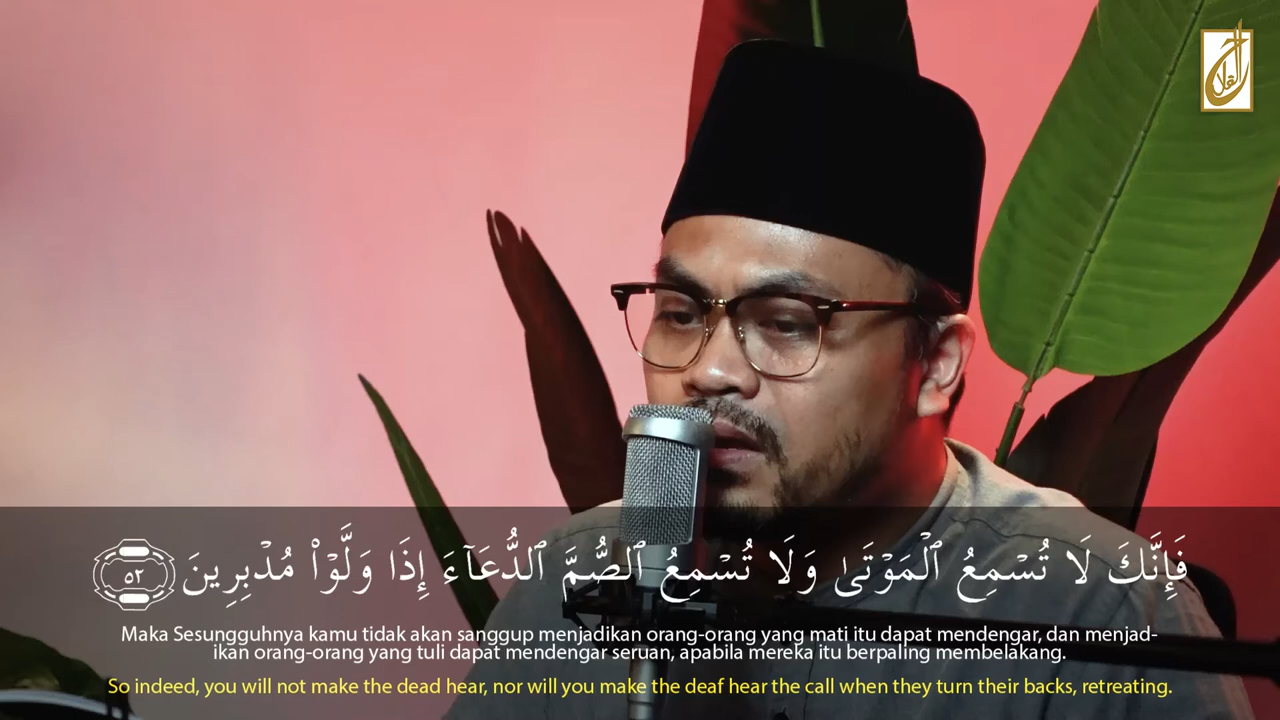 القلم
فَإِنَّكَ لَا تُسْمِعُ ٱلْمَوْتَىٰ وَلَا تُسْمِعُ ٱلصُّمَّ ٱلدُّعَآءَ إِذَا وَلَّوْا۟ مُدْبِرِينَ ٥٢
Maka Sesungguhnya kamu tidak akan sanggup menjadikan orang-orang yang mati itu dapat mendengar, dan menjad-
ikan orang-orang yang tuli dapat mendengar seruan, apabila mereka itu berpaling membelakang.
So indeed, you will not make the dead hear, nor will you make the deaf hear the call when they turn their backs, retreating.